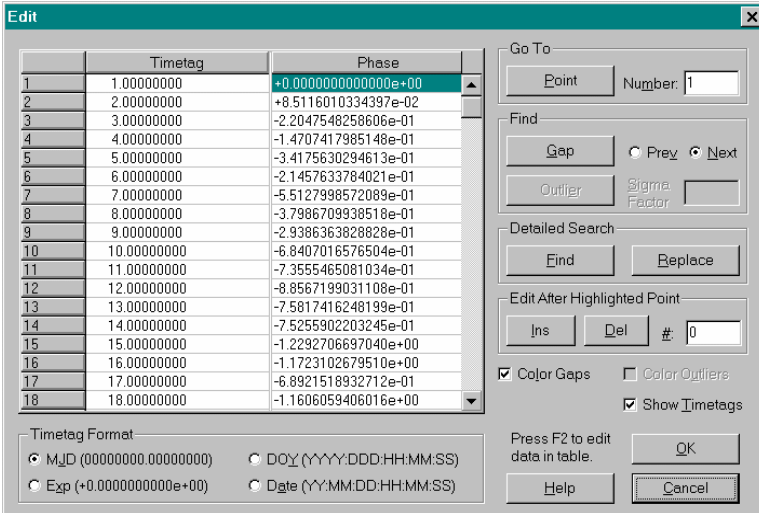 Edit
Timetag Phase
1 1.00000000 +0.0000000000000e+00
2 2.00000000 +8.5116010334397e-02
3 3.00000000 -2.2047548258606e-01
4 4.00000000 -1.4707417985148e-01
5 5.00000000 -3.4175630294613e-01
6 6.00000000 -2.1457633784021e-01
7 7.00000000 -5.5127998572089e-01
8 8.00000000 -3.7986709938518e-01
9 9.00000000 -2.9386363828828e-01
10 10.00000000 -6.8407016576504e-01
11 11.00000000 -7.3555465081034e-01
12 12.00000000 -8.8567199031108e-01
13 13.00000000 -7.5817416248199e-01
14 14.00000000 -7.5255902203245e-01
15 15.00000000 -1.2292706697040e+00
16 16.00000000 -1.1723102679510e+00
17 17.00000000 -6.8921518932712e-01
18 18.00000000 -1.1606059406016e+00
Go To
Point Number: 1
Find
Gap Prev Next
Outlier Sigma Factor
Detailed Search
Find Replace
Edit After Highlighted Point
Ins Del #: 0
Color Gaps Color Outliers
Show Timetags
Timetag Format
MJD (00000000.00000000) DOY (YYYY:DDD:HH:MM:SS)
Exp (+0.0000000000e+00) Date (YY:MM:DD:HH:MM:SS)
Press F2 to edit
data in table.
OK
Help Cancel